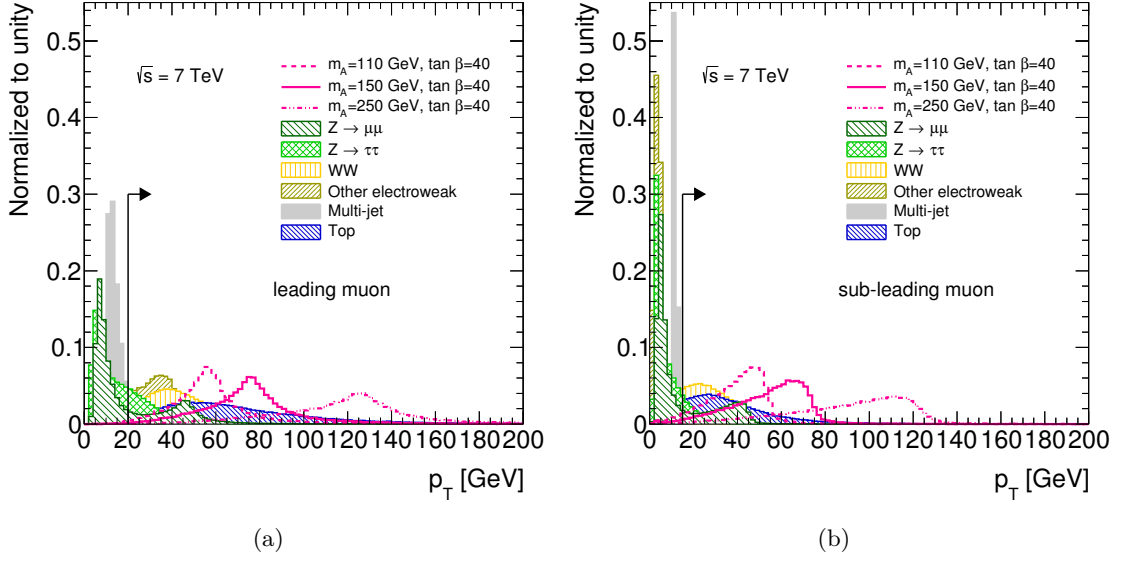 Normalized to unity
0.5
0.4
0.3
0.2
0.1
0
√s = 7 TeV
m_A=110 GeV, tan β=40
m_A=150 GeV, tan β=40
m_A=250 GeV, tan β=40
Z → μμ
Z → ττ
WW
Other electroweak
Multi-jet
Top
leading muon
0 20 40 60 80 100 120 140 160 180 200
p_T [GeV]
(a)
Normalized to unity
0.5
0.4
0.3
0.2
0.1
0
√s = 7 TeV
m_A=110 GeV, tan β=40
m_A=150 GeV, tan β=40
m_A=250 GeV, tan β=40
Z → μμ
Z → ττ
WW
Other electroweak
Multi-jet
Top
sub-leading muon
0 20 40 60 80 100 120 140 160 180 200
p_T [GeV]
(b)